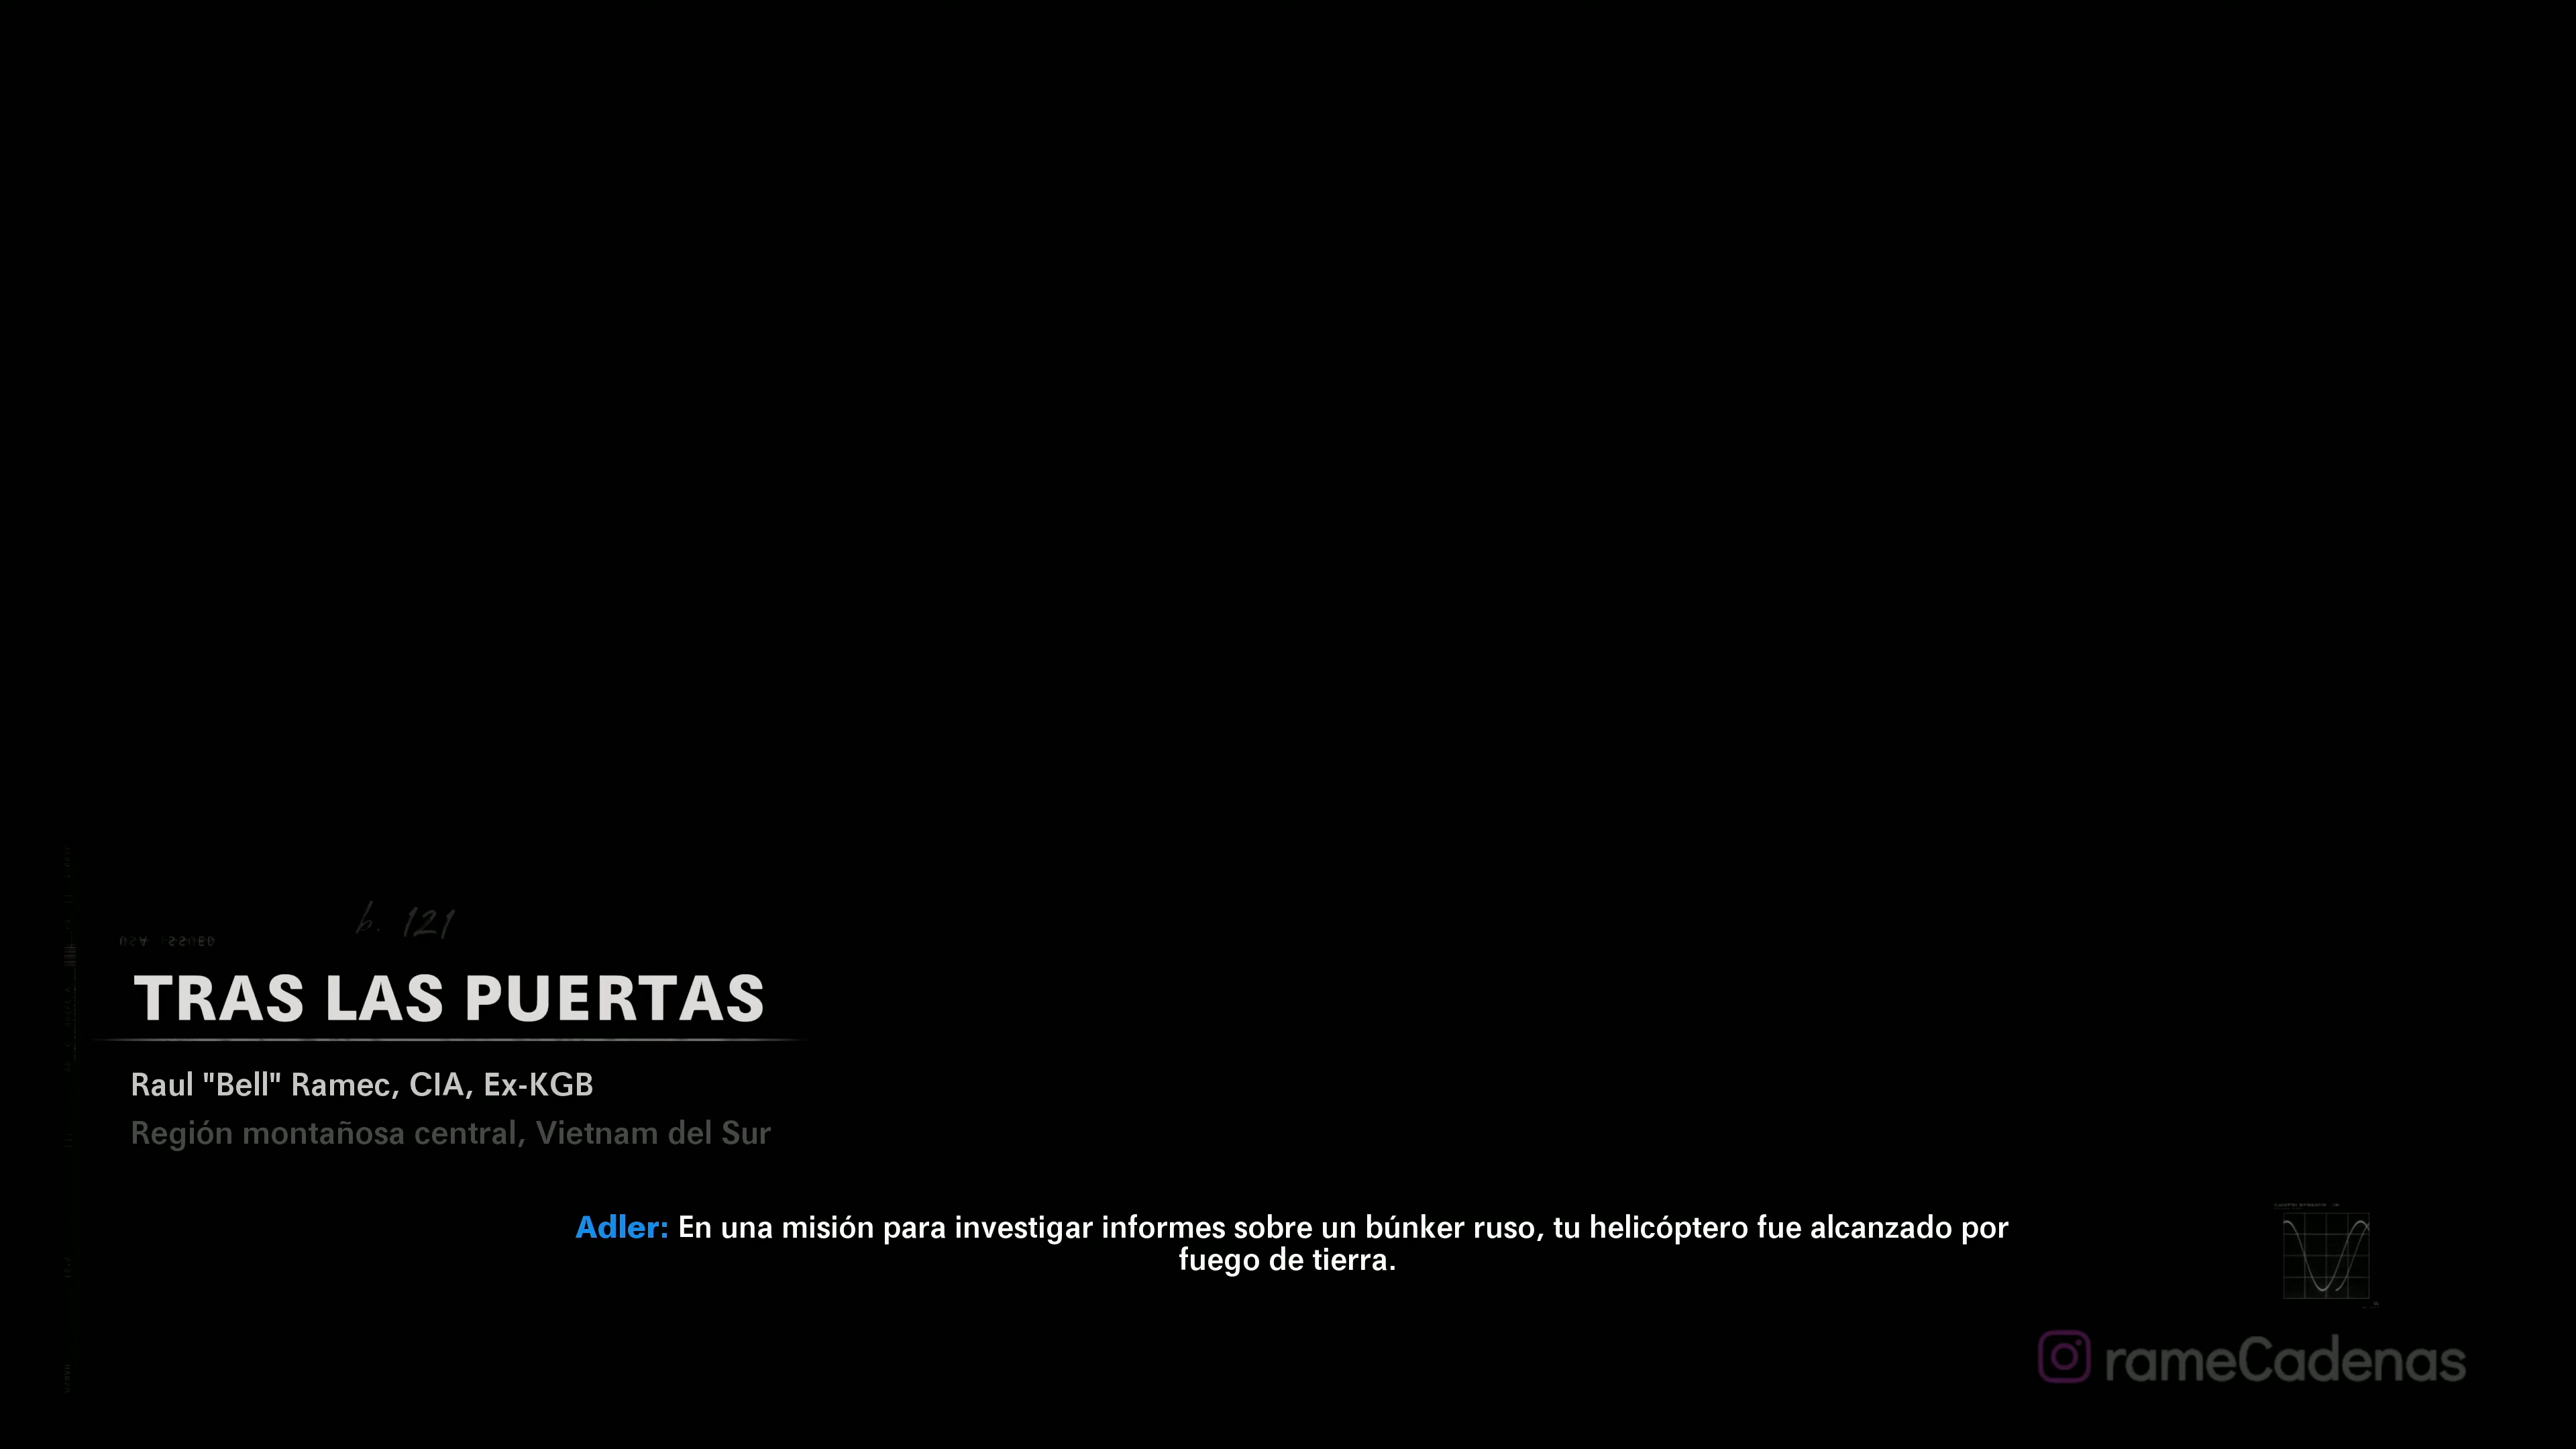 b. 121
TRAS LAS PUERTAS
Raul "Bell" Ramec, CIA, Ex-KGB
Región montañosa central, Vietnam del Sur
Adler: En una misión para investigar informes sobre un búnker ruso, tu helicóptero fue alcanzado por
fuego de tierra.
rameCadenas